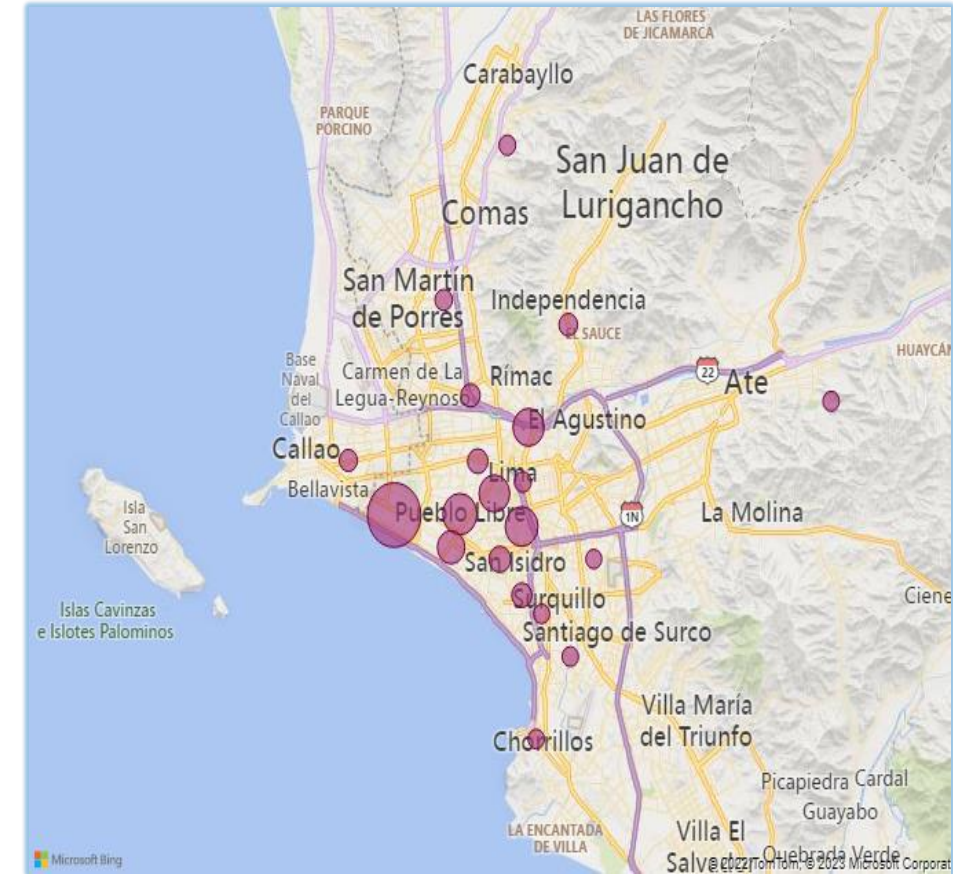 LAS FLORES
DE JICAMARCA
Carabayllo
PARQUE
PORCINO
San Juan de
Lurigancho
Comas
San Martín
de Porres
Independencia
EL SAUCE
HUAYCÁN
Base
Naval
del
Callao
Carmen de La
Legua-Reynoso
Rímac
22
Ate
El Agustino
Callao
Lima
Bellavista
Pueblo Libre
1N
La Molina
Isla
San
Lorenzo
San Isidro
Islas Cavinzas
e Islotes Palominos
Surquillo
Ciene
Santiago de Surco
Villa María
del Triunfo
Chorrillos
Picapiedra
Cardal
Guayabo
LA ENCANTADA
DE VILLA
Villa El
Salvador
Quebrada Verde
Microsoft Bing
© 2022 TomTom, © 2023 Microsoft Corporat